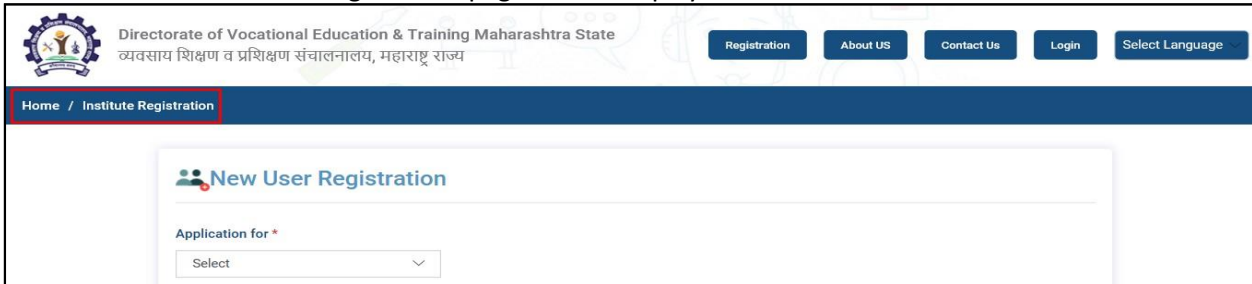 Directorate of Vocational Education & Training Maharashtra State
व्यवसाय शिक्षण व प्रशिक्षण संचालनालय, महाराष्ट्र राज्य
Registration About US Contact Us Login Select Language
Home / Institute Registration
New User Registration
Application for *
Select